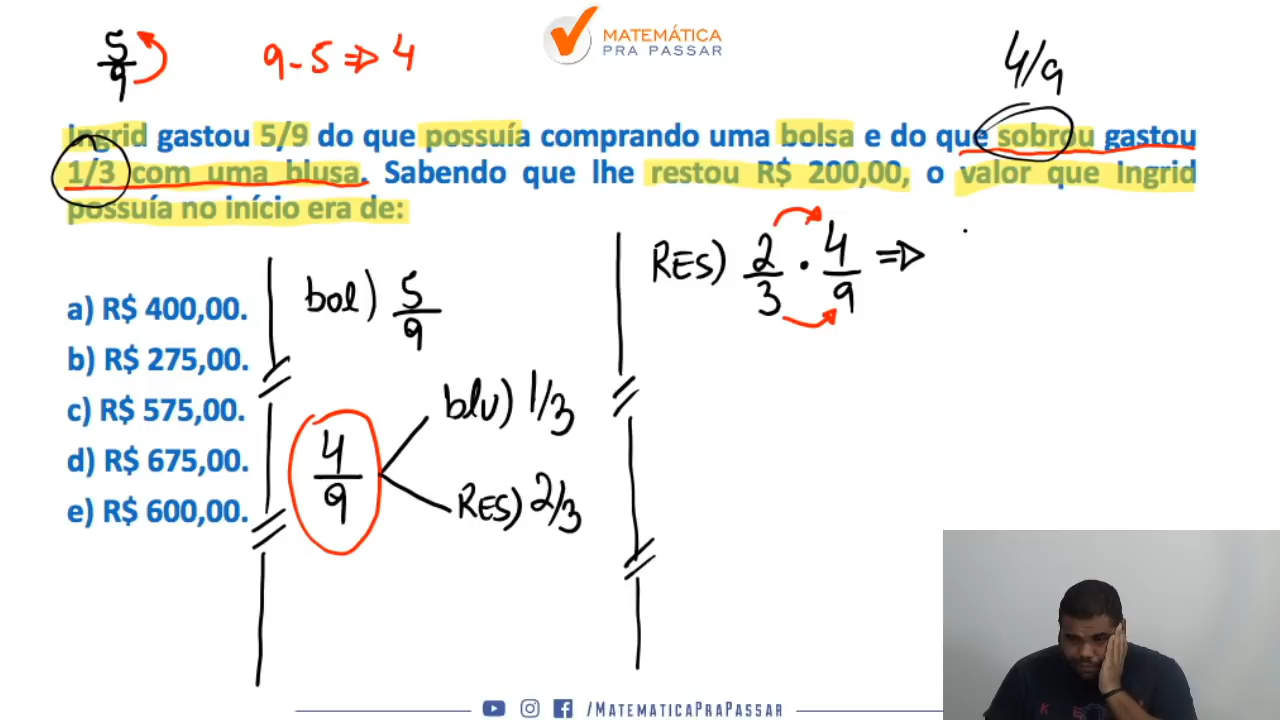 5/9
9 - 5 ⇒ 4
MATEMÁTICA
PRA PASSAR
4/9
Ingrid gastou 5/9 do que possuía comprando uma bolsa e do que sobrou gastou
1/3 com uma blusa. Sabendo que lhe restou R$ 200,00, o valor que Ingrid
possuía no início era de:
RES) 2/3 · 4/9 ⇒
bol) 5/9
a) R$ 400,00.
b) R$ 275,00.
c) R$ 575,00.
d) R$ 675,00.
e) R$ 600,00.
blu) 1/3
4/9
RES) 2/3
/MATEMATICAPRAPASSAR